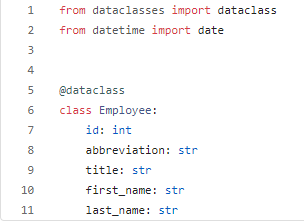 1 from dataclasses import dataclass
2 from datetime import date
3
4
5 @dataclass
6 class Employee:
7     id: int
8     abbreviation: str
9     title: str
10     first_name: str
11     last_name: str